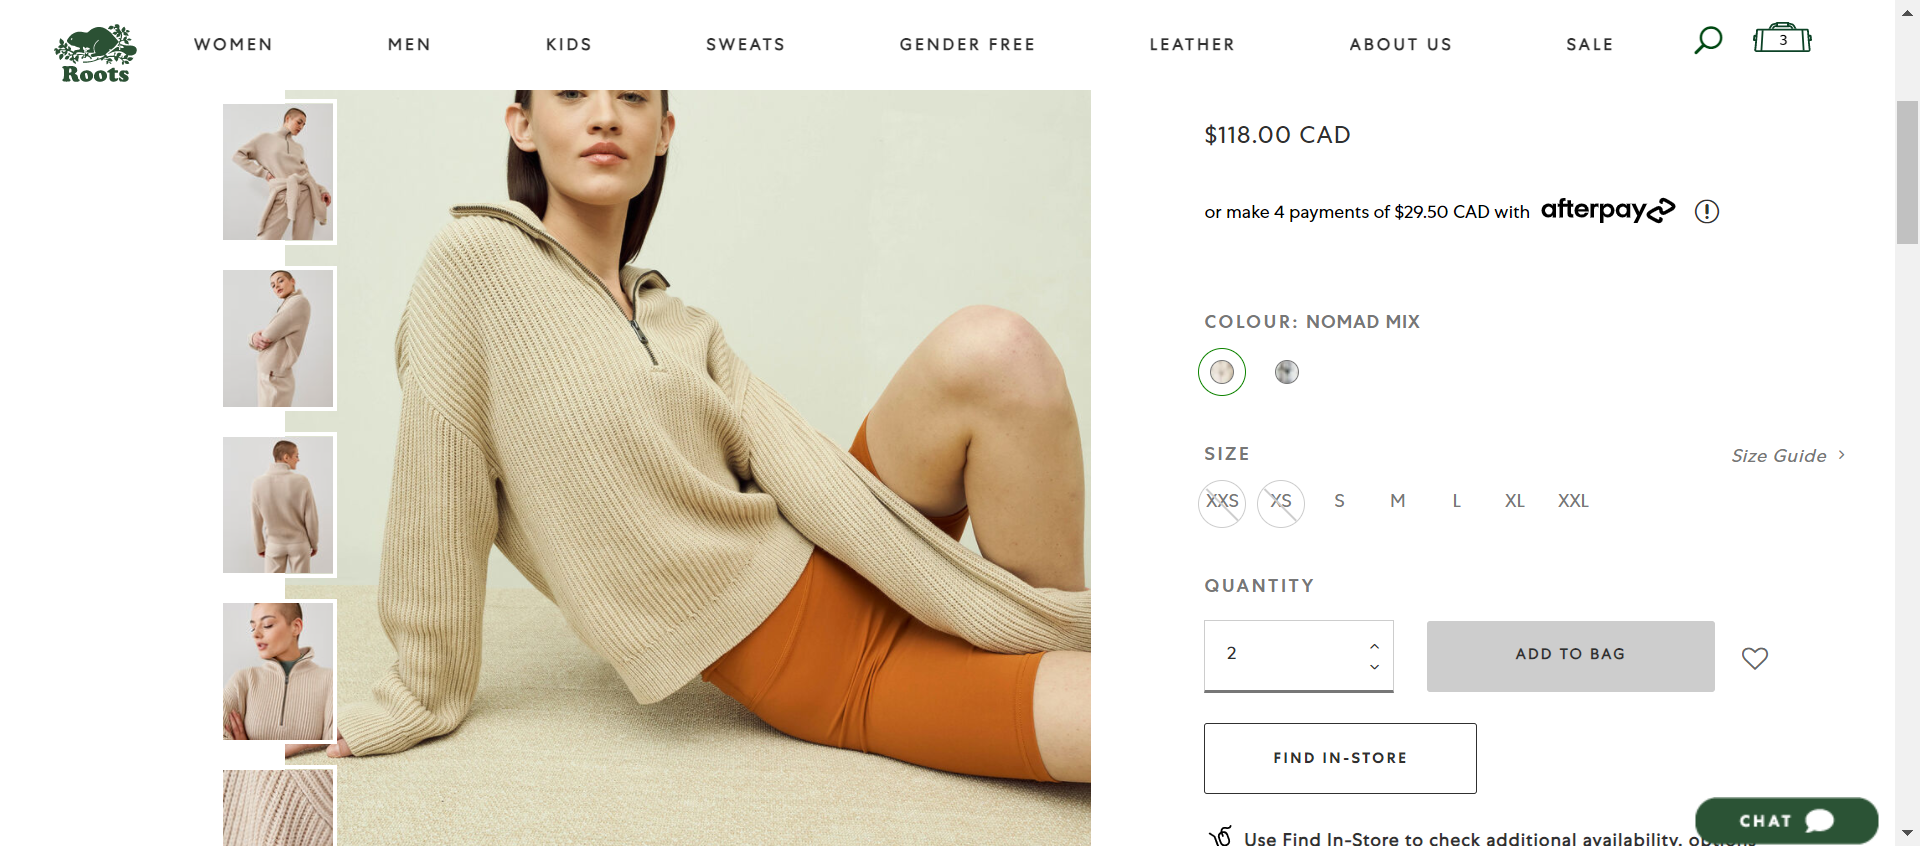 WOMEN
MEN
KIDS
SWEATS
GENDER FREE
LEATHER
ABOUT US
SALE
3
Roots
$118.00 CAD
or make 4 payments of $29.50 CAD with afterpay
COLOUR: NOMAD MIX
SIZE
Size Guide
XXS
XS
S
M
L
XL
XXL
QUANTITY
2
ADD TO BAG
FIND IN-STORE
Use Find In-Store to check additional availability, options
CHAT